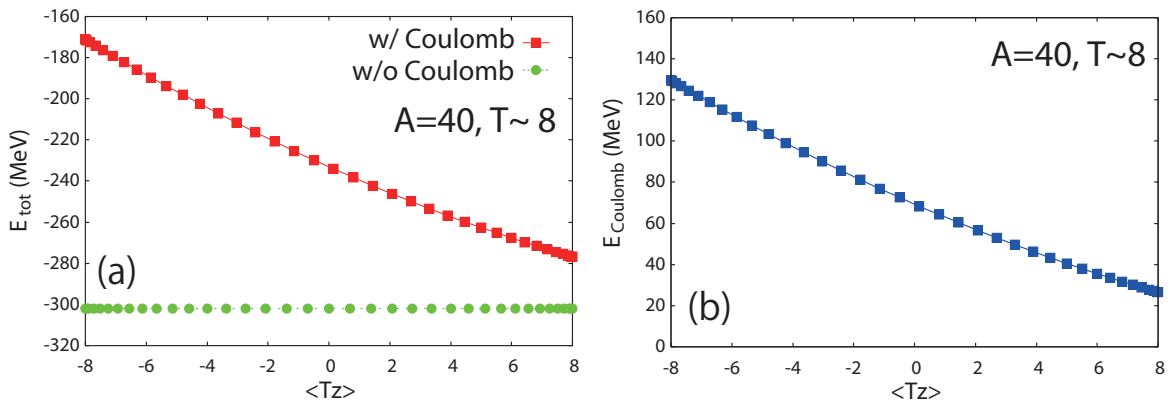 -160
-180
-200
-220
-240
-260
-280
-300
-320
E_tot (MeV)
w/ Coulomb
w/o Coulomb
A=40, T~ 8
(a)
-8 -6 -4 -2 0 2 4 6 8
<Tz>
160
140
120
100
80
60
40
20
0
E_Coulomb (MeV)
A=40, T~8
(b)
-8 -6 -4 -2 0 2 4 6 8
<Tz>